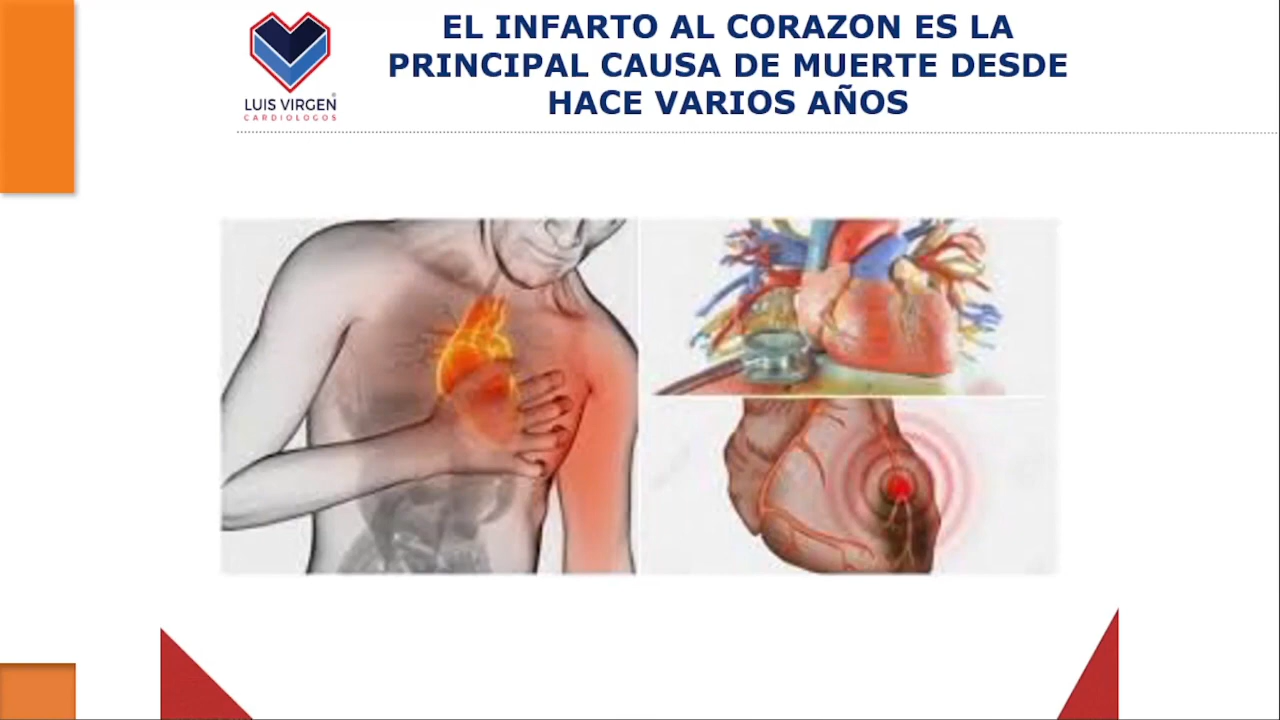 EL INFARTO AL CORAZON ES LA
PRINCIPAL CAUSA DE MUERTE DESDE
HACE VARIOS AÑOS
LUIS VIRGEN
CARDIOLOGOS